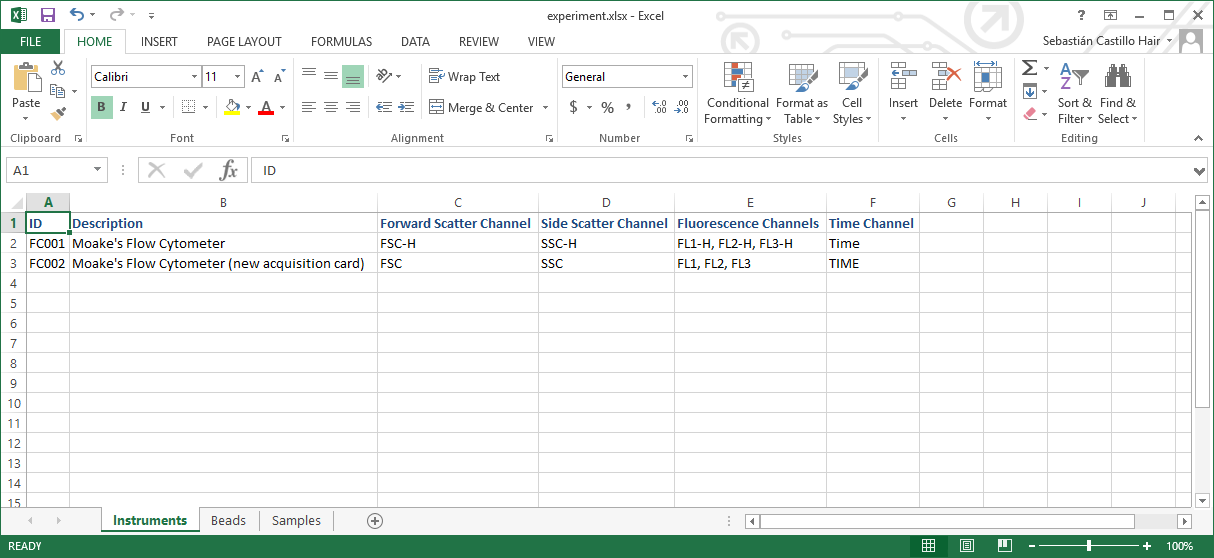 experiment.xlsx - Excel
?
FILE HOME INSERT PAGE LAYOUT FORMULAS DATA REVIEW VIEW Sebastián Castillo Hair
Paste Calibri 11 A A Wrap Text General Conditional Formatting Format as Table Cell Styles Insert Delete Format Sort & Filter Find & Select
B I U A Merge & Center $ % , .0 .00 .00 .0
Clipboard Font Alignment Number Styles Cells Editing
A1 fx ID
A B C D E F G H I J
1 ID Description Forward Scatter Channel Side Scatter Channel Fluorescence Channels Time Channel
2 FC001 Moake's Flow Cytometer FSC-H SSC-H FL1-H, FL2-H, FL3-H Time
3 FC002 Moake's Flow Cytometer (new acquisition card) FSC SSC FL1, FL2, FL3 TIME
4
5
6
7
8
9
10
11
12
13
14
15
Instruments Beads Samples
READY 100%